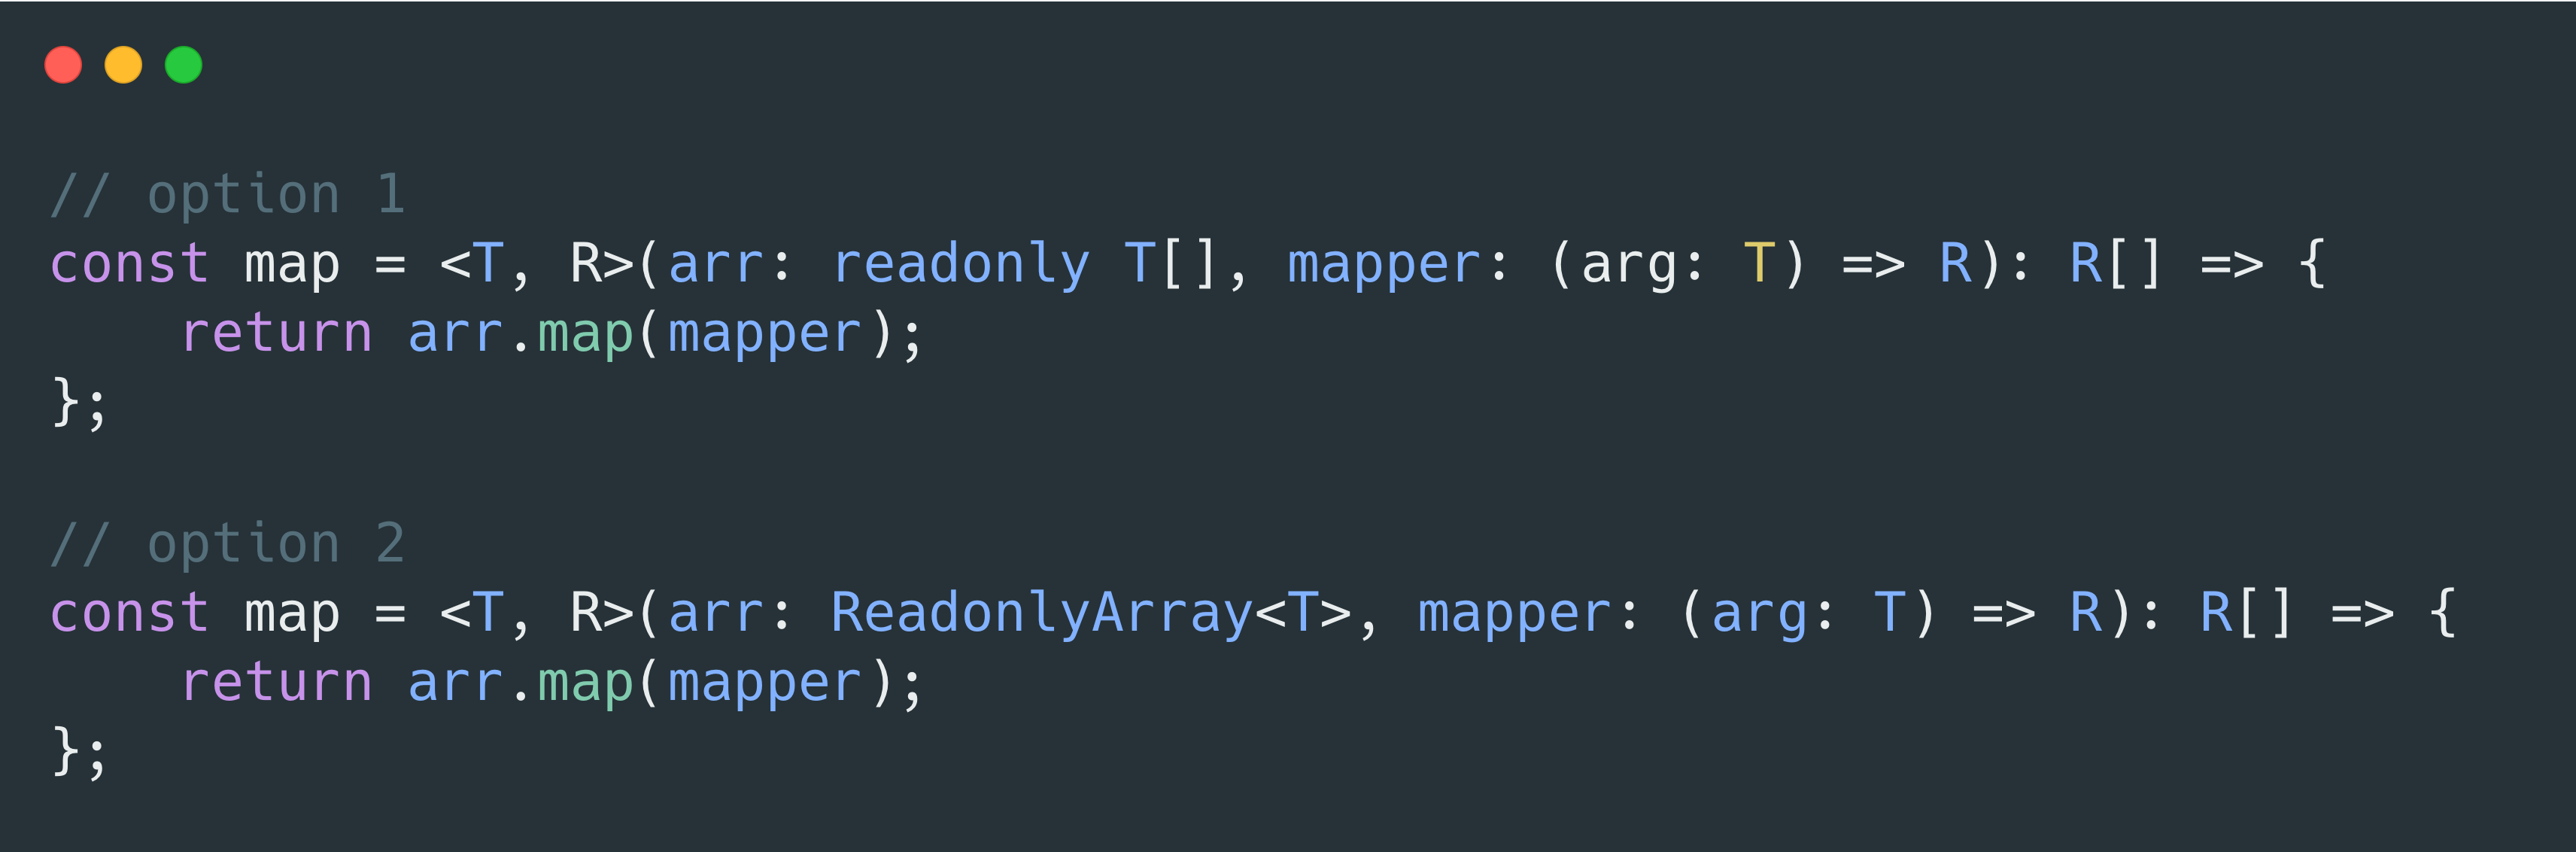 // option 1
const map = <T, R>(arr: readonly T[], mapper: (arg: T) => R): R[] => {
    return arr.map(mapper);
};
// option 2
const map = <T, R>(arr: ReadonlyArray<T>, mapper: (arg: T) => R): R[] => {
    return arr.map(mapper);
};